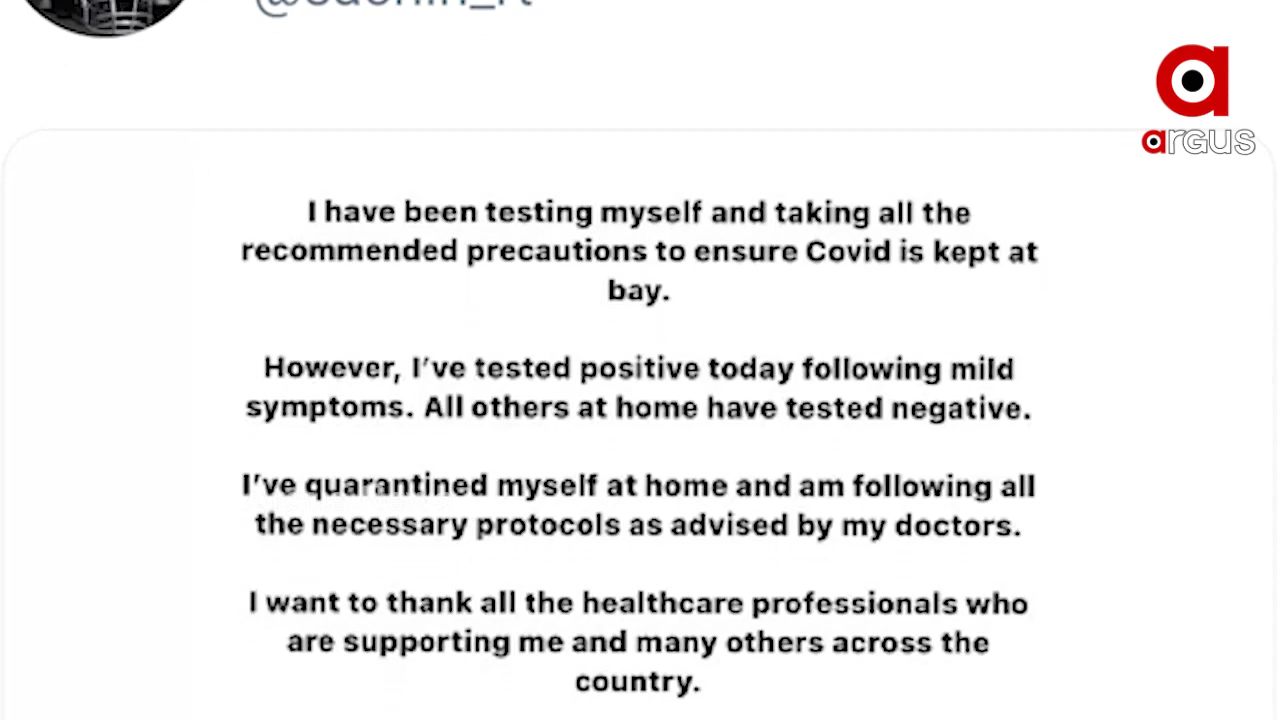 argus
I have been testing myself and taking all the
recommended precautions to ensure Covid is kept at
bay.
However, I've tested positive today following mild
symptoms. All others at home have tested negative.
I've quarantined myself at home and am following all
the necessary protocols as advised by my doctors.
I want to thank all the healthcare professionals who
are supporting me and many others across the
country.